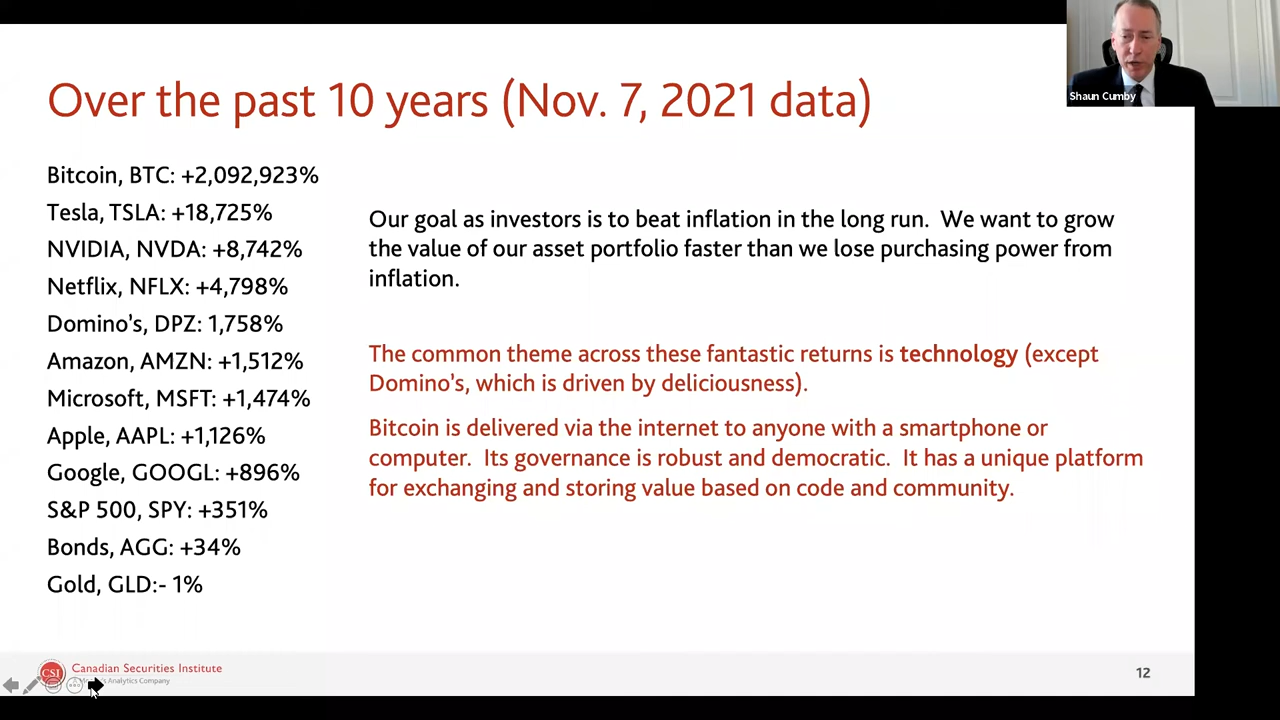 Over the past 10 years (Nov. 7, 2021 data)
Shaun Cumby
Bitcoin, BTC: +2,092,923%
Tesla, TSLA: +18,725%
NVIDIA, NVDA: +8,742%
Netflix, NFLX: +4,798%
Domino's, DPZ: 1,758%
Amazon, AMZN: +1,512%
Microsoft, MSFT: +1,474%
Apple, AAPL: +1,126%
Google, GOOGL: +896%
S&P 500, SPY: +351%
Bonds, AGG: +34%
Gold, GLD:- 1%
Our goal as investors is to beat inflation in the long run. We want to grow
the value of our asset portfolio faster than we lose purchasing power from
inflation.
The common theme across these fantastic returns is technology (except
Domino's, which is driven by deliciousness).
Bitcoin is delivered via the internet to anyone with a smartphone or
computer. Its governance is robust and democratic. It has a unique platform
for exchanging and storing value based on code and community.
CSI
Canadian Securities Institute
Analytics Company
12